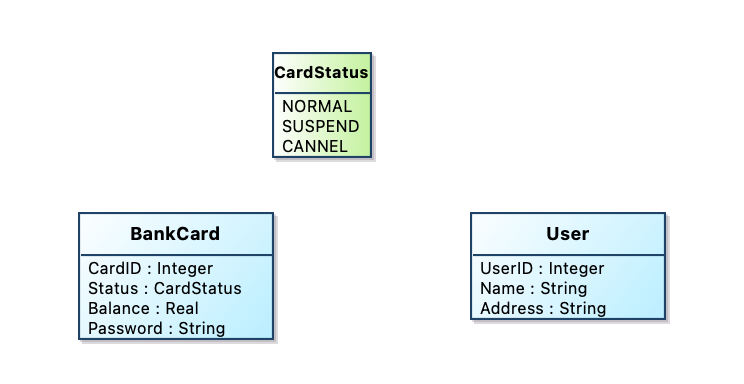 CardStatus
NORMAL
SUSPEND
CANNEL
BankCard
CardID : Integer
Status : CardStatus
Balance : Real
Password : String
User
UserID : Integer
Name : String
Address : String